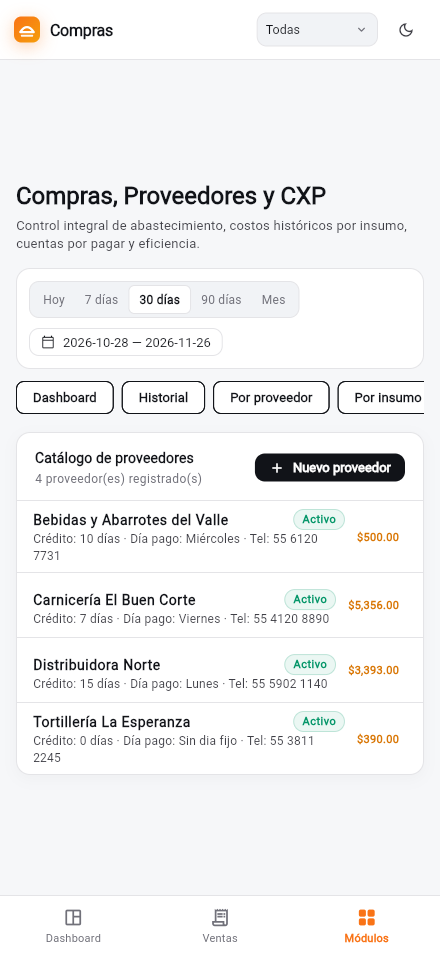 Compras
Todas
Compras, Proveedores y CXP
Control integral de abastecimiento, costos históricos por insumo,
cuentas por pagar y eficiencia.
Hoy 7 días 30 días 90 días Mes
2026-10-28 — 2026-11-26
Dashboard Historial Por proveedor Por insumo
Catálogo de proveedores
4 proveedor(es) registrado(s)
Nuevo proveedor
Bebidas y Abarrotes del Valle Activo
Crédito: 10 días · Día pago: Miércoles · Tel: 55 6120
7731
$500.00
Carnicería El Buen Corte Activo
Crédito: 7 días · Día pago: Viernes · Tel: 55 4120 8890
$5,356.00
Distribuidora Norte Activo
Crédito: 15 días · Día pago: Lunes · Tel: 55 5902 1140
$3,393.00
Tortillería La Esperanza Activo
Crédito: 0 días · Día pago: Sin dia fijo · Tel: 55 3811
2245
$390.00
Dashboard Ventas Módulos